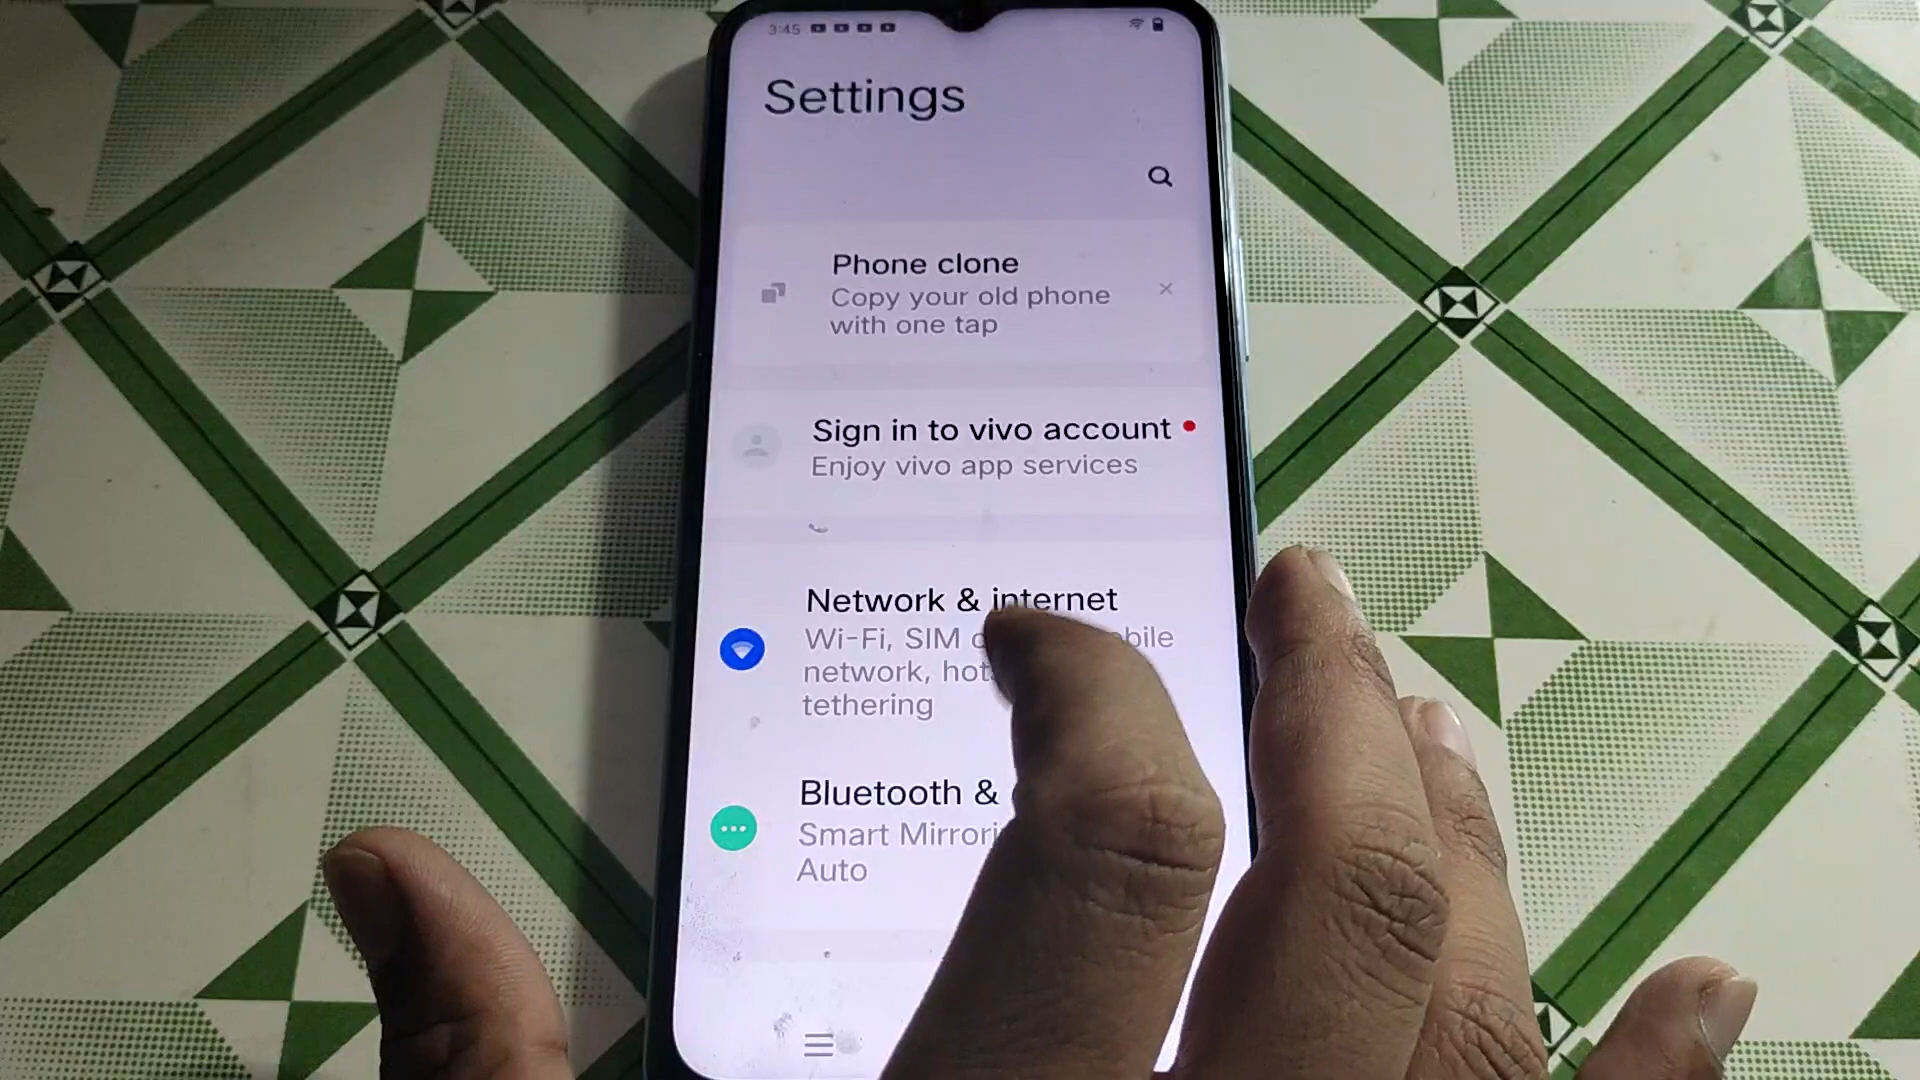 3:45
Settings
Phone clone
Copy your old phone
with one tap
Sign in to vivo account
Enjoy vivo app services
Network & internet
Wi-Fi, SIM
network,
tethering
Bluetooth &
Smart
Auto